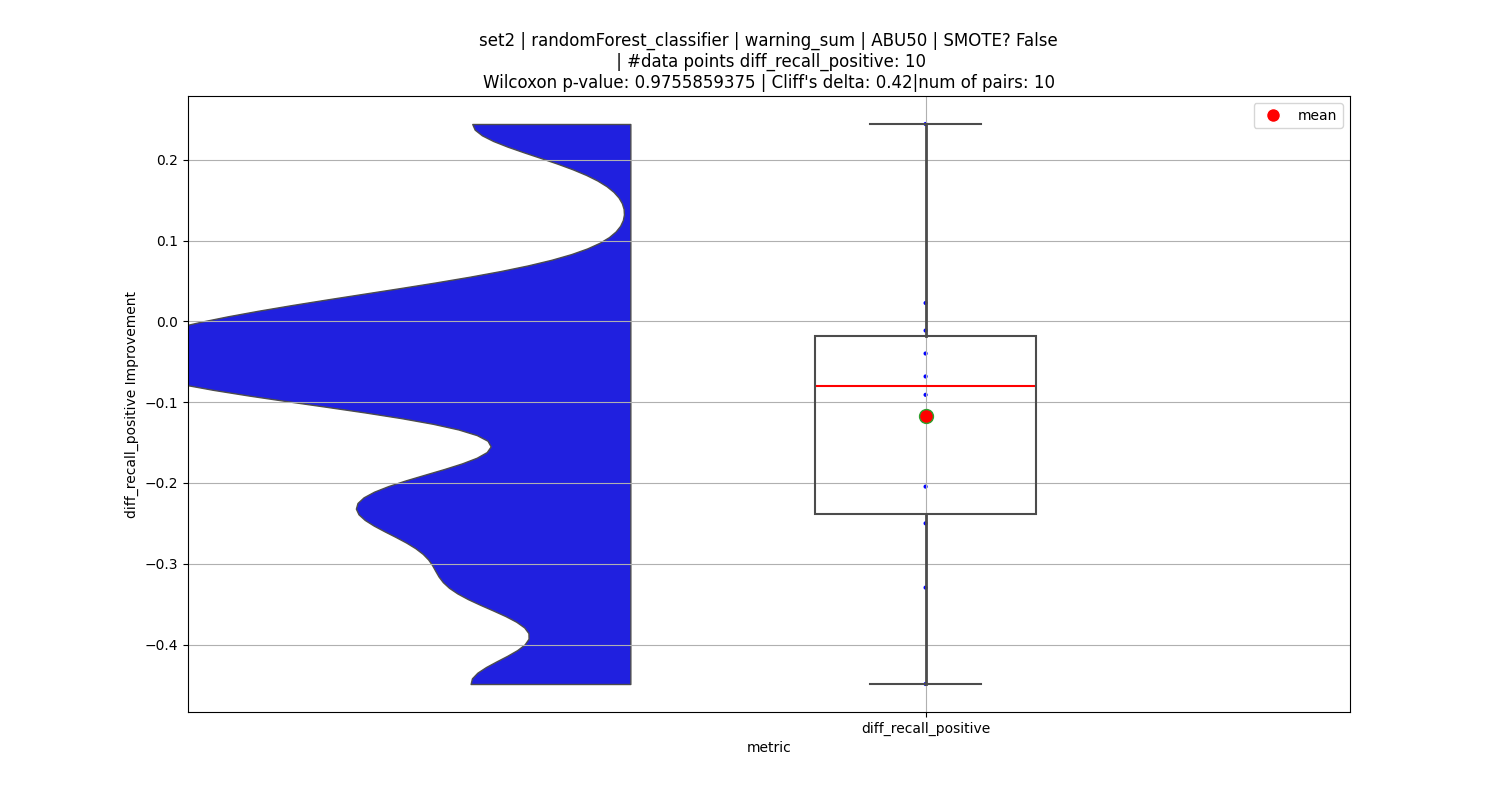 set2 | randomForest_classifier | warning_sum | ABU50 | SMOTE? False
| #data points diff_recall_positive: 10
Wilcoxon p-value: 0.9755859375 | Cliff's delta: 0.42|num of pairs: 10
mean
0.2
0.1
0.0
−0.1
−0.2
−0.3
−0.4
diff_recall_positive Improvement
diff_recall_positive
metric